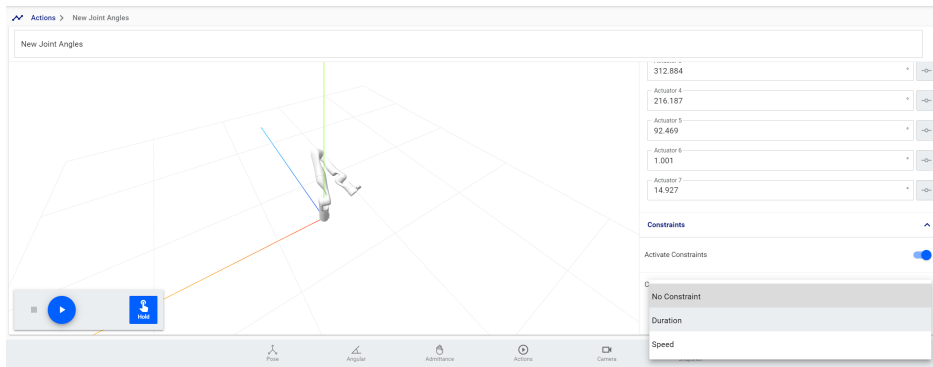 Actions > New Joint Angles
New Joint Angles
312.884 °
Actuator 4
216.187 °
Actuator 5
92.469 °
Actuator 6
1.001 °
Actuator 7
14.927 °
Constraints
Activate Constraints
C
No Constraint
Duration
Speed
Hold
Pose
Angular
Admittance
Actions
Camera